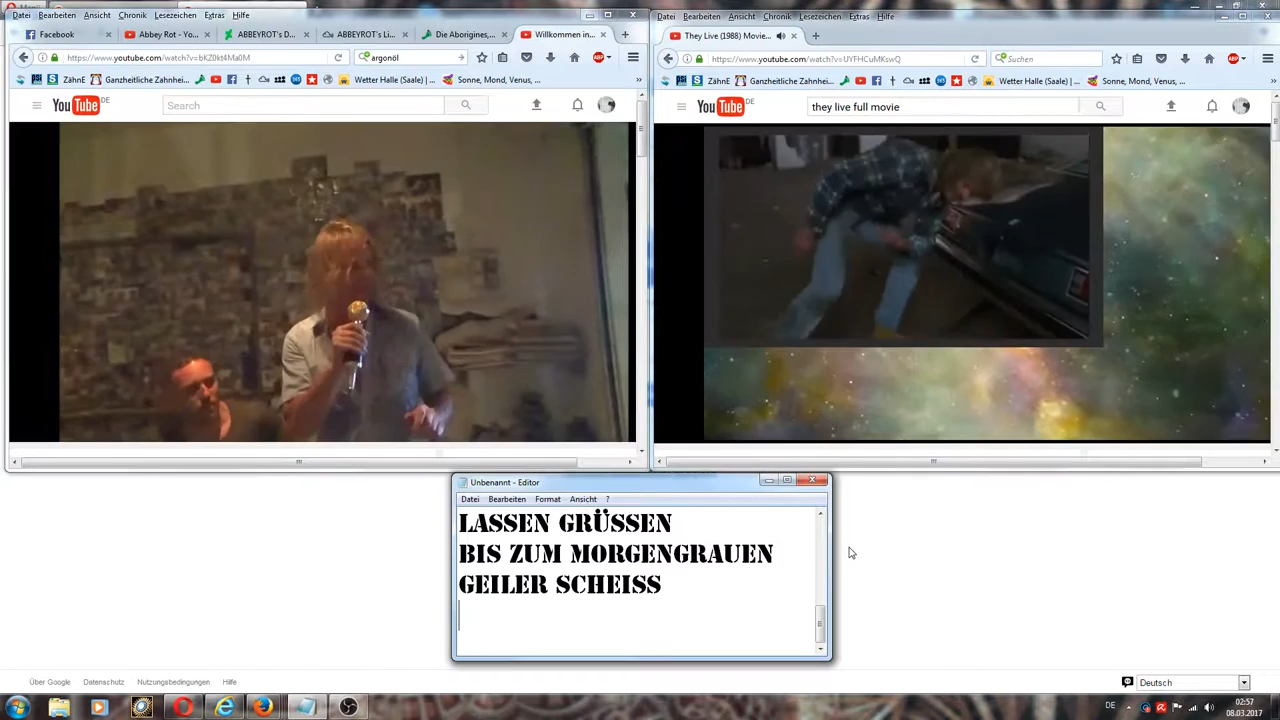 Datei Bearbeiten Ansicht Chronik Lesezeichen Extras Hilfe
Facebook
Abbey Rot - Yo...
ABBEYROT's D...
ABBEYROT's Li...
Die Aborigines,...
Willkommen in...
https://www.youtube.com/watch?v=bKZ0kt4Ma0M
argonöl
ABP
ZähnE
Ganzheitliche Zahnhei...
Wetter Halle (Saale) |...
Sonne, Mond, Venus,...
YouTube DE
Search
Datei Bearbeiten Ansicht Chronik Lesezeichen Extras Hilfe
They Live (1988) Movie...
https://www.youtube.com/watch?v=UYFHCuMKswQ
Suchen
ABP
ZähnE
Ganzheitliche Zahnhe...
Wetter Halle (Saale) |...
Sonne, Mond, Venus,...
YouTube DE
they live full movie
Unbenannt - Editor
Datei Bearbeiten Format Ansicht ?
LASSEN GRÜSSEN
BIS ZUM MORGENGRAUEN
GEILER SCHEISS
Über Google Datenschutz Nutzungsbedingungen Hilfe
Deutsch
DE
02:57
08.03.2017